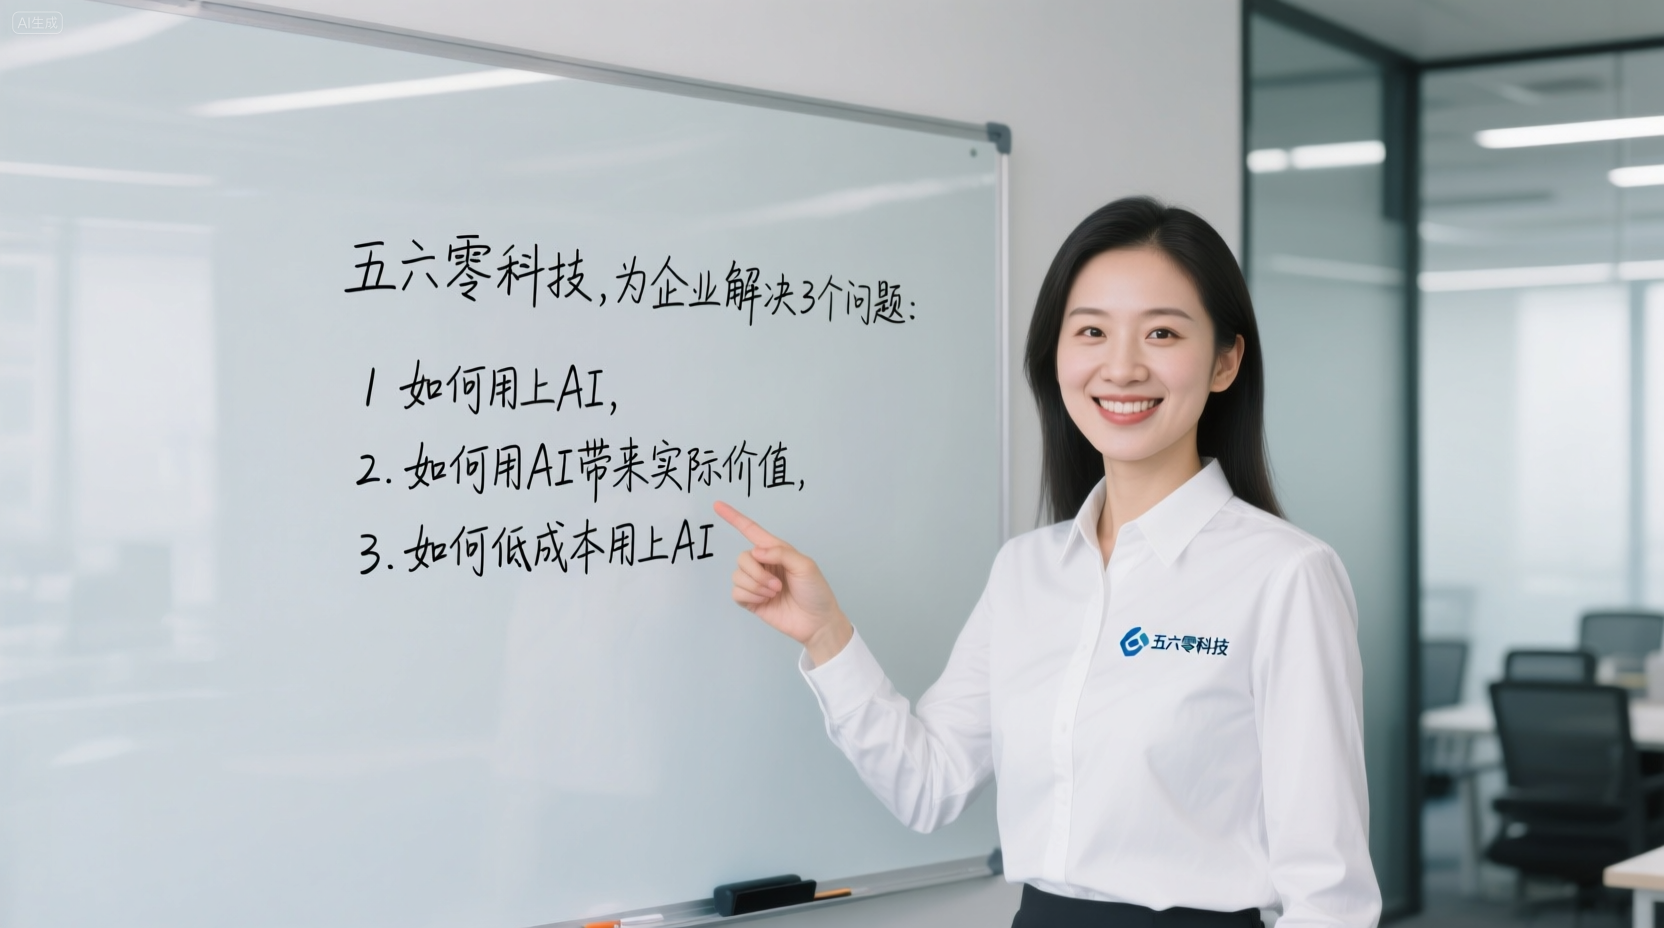 AI生成
五六零科技,为企业解决3个问题:
1 如何用上AI,
2. 如何用AI带来实际价值,
3. 如何低成本用上AI
五六零科技